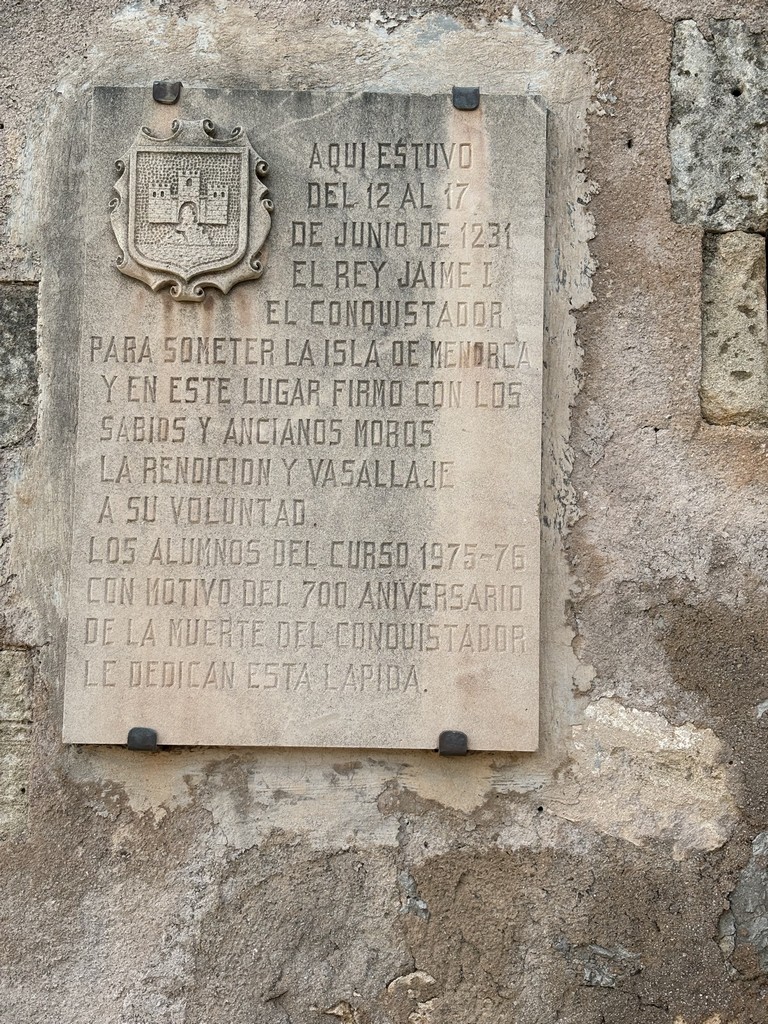 AQUI ESTUVO
DEL 12 AL 17
DE JUNIO DE 1231
EL REY JAIME I
EL CONQUISTADOR
PARA SOMETER LA ISLA DE MENORCA
Y EN ESTE LUGAR FIRMO CON LOS
SABIOS Y ANCIANOS MOROS
LA RENDICION Y VASALLAJE
A SU VOLUNTAD.
LOS ALUMNOS DEL CURSO 1975-76
CON MOTIVO DEL 700 ANIVERSARIO
DE LA MUERTE DEL CONQUISTADOR
LE DEDICAN ESTA LAPIDA.